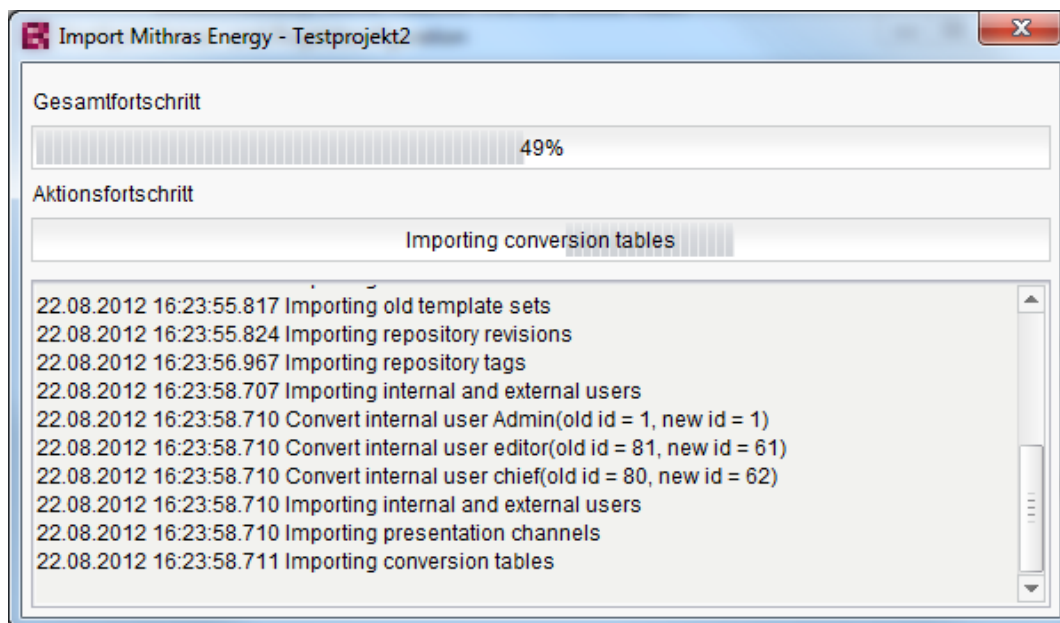 Import Mithras Energy - Testprojekt2
Gesamtfortschritt
49%
Aktionsfortschritt
Importing conversion tables
22.08.2012 16:23:55.817 Importing old template sets
22.08.2012 16:23:55.824 Importing repository revisions
22.08.2012 16:23:56.967 Importing repository tags
22.08.2012 16:23:58.707 Importing internal and external users
22.08.2012 16:23:58.710 Convert internal user Admin(old id = 1, new id = 1)
22.08.2012 16:23:58.710 Convert internal user editor(old id = 81, new id = 61)
22.08.2012 16:23:58.710 Convert internal user chief(old id = 80, new id = 62)
22.08.2012 16:23:58.710 Importing internal and external users
22.08.2012 16:23:58.710 Importing presentation channels
22.08.2012 16:23:58.711 Importing conversion tables